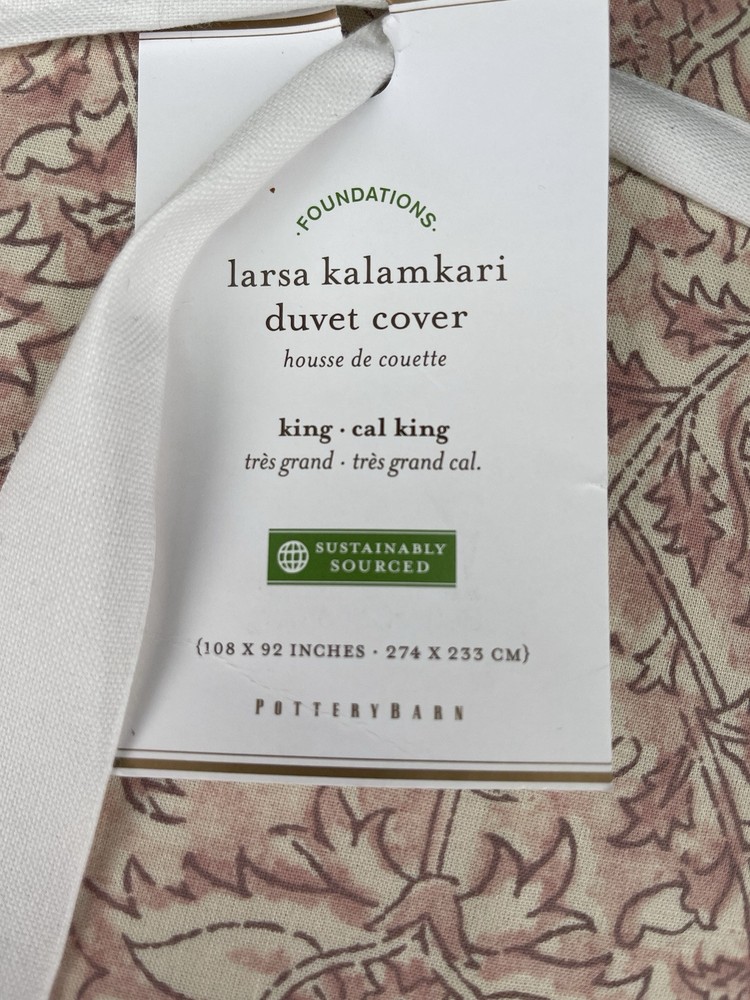 ·FOUNDATIONS·
larsa kalamkari
duvet cover
housse de couette
king · cal king
très grand · très grand cal.
SUSTAINABLY
SOURCED
{108 X 92 INCHES · 274 X 233 CM}
POTTERYBARN